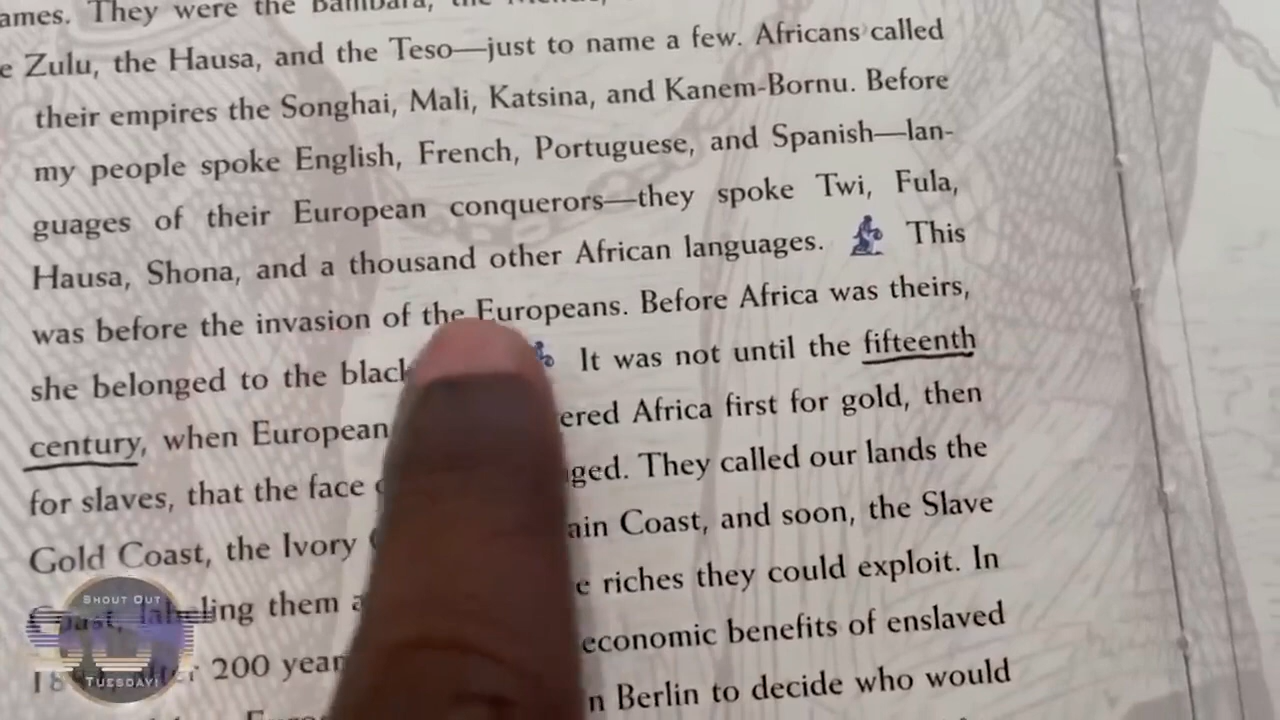 ames. They were the Bambara, the
e Zulu, the Hausa, and the Teso—just to name a few. Africans called
their empires the Songhai, Mali, Katsina, and Kanem-Bornu. Before
my people spoke English, French, Portuguese, and Spanish—lan-
guages of their European conquerors—they spoke Twi, Fula,
Hausa, Shona, and a thousand other African languages. This
was before the invasion of the Europeans. Before Africa was theirs,
she belonged to the black It was not until the fifteenth
century, when European ered Africa first for gold, then
for slaves, that the face ged. They called our lands the
Gold Coast, the Ivory ain Coast, and soon, the Slave
Coast, labeling them a e riches they could exploit. In
200 year economic benefits of enslaved
n Berlin to decide who would
SHOUT OUT
TUESDAY!